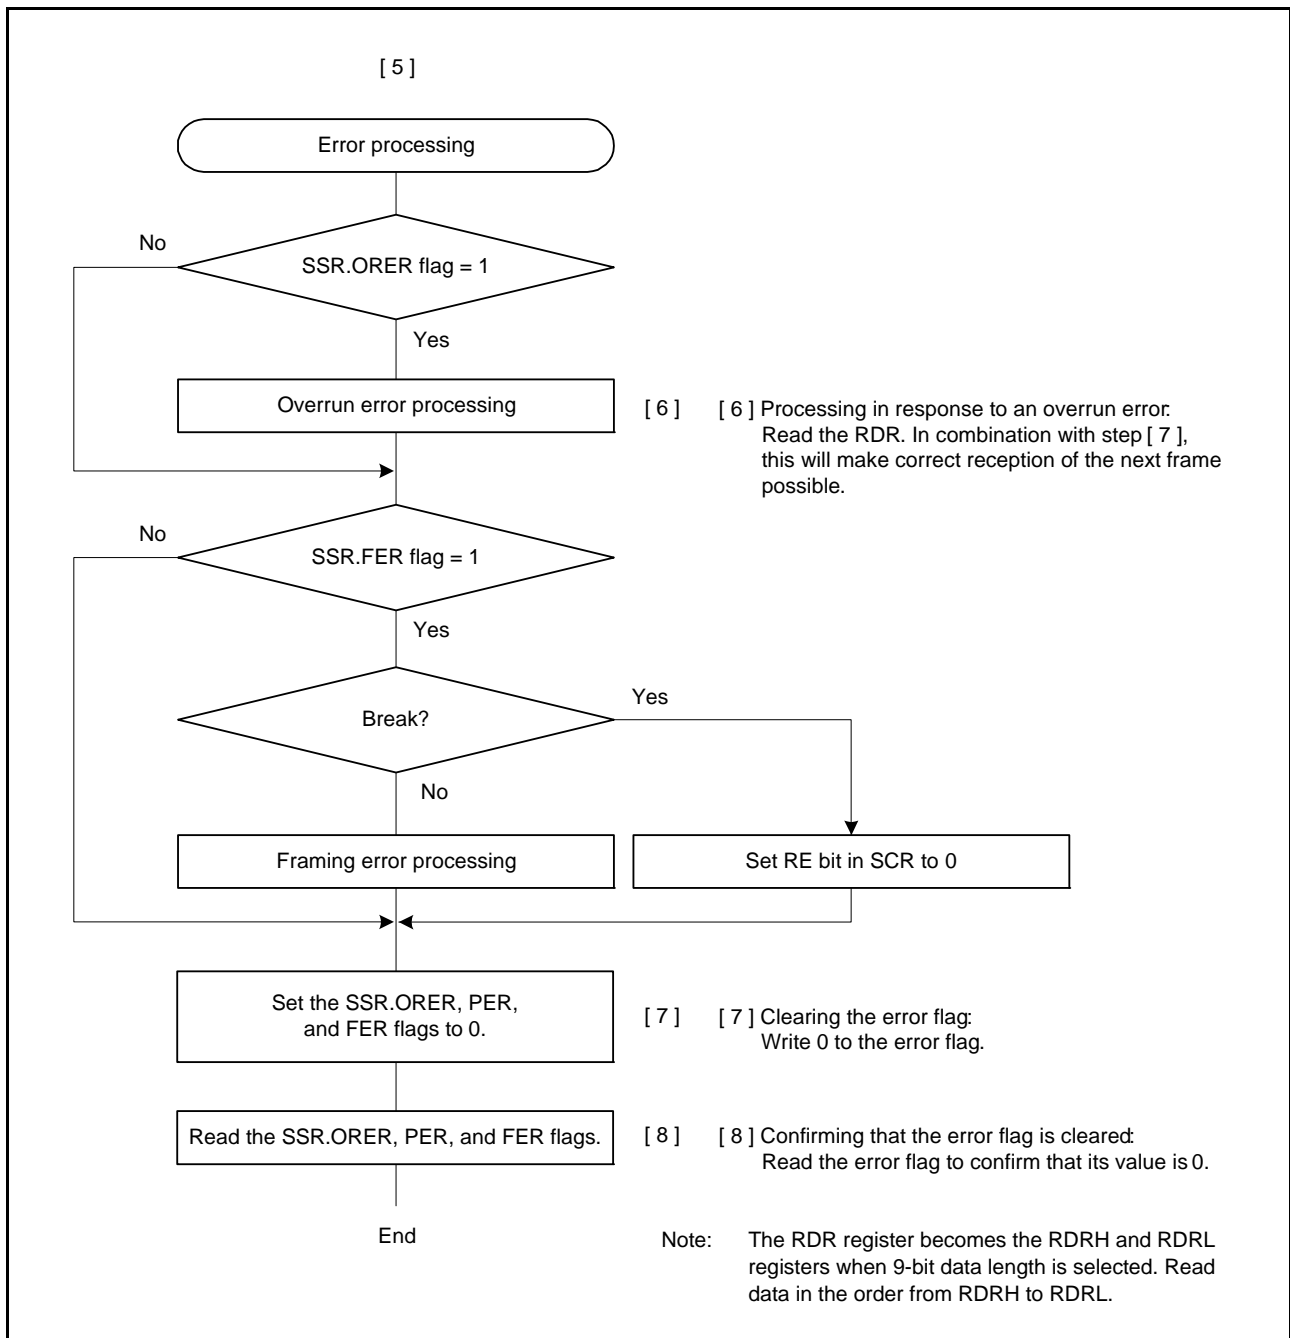 [ 5 ]
Error processing
No
SSR.ORER flag = 1
Yes
Overrun error processing
[ 6 ]
[ 6 ] Processing in response to an overrun error:
Read the RDR. In combination with step [ 7 ],
this will make correct reception of the next frame
possible.
No
SSR.FER flag = 1
Yes
Break?
Yes
No
Framing error processing
Set RE bit in SCR to 0
Set the SSR.ORER, PER,
and FER flags to 0.
[ 7 ]
[ 7 ] Clearing the error flag:
Write 0 to the error flag.
Read the SSR.ORER, PER, and FER flags.
[ 8 ]
[ 8 ] Confirming that the error flag is cleared:
Read the error flag to confirm that its value is 0.
End
Note: The RDR register becomes the RDRH and RDRL
registers when 9-bit data length is selected. Read
data in the order from RDRH to RDRL.